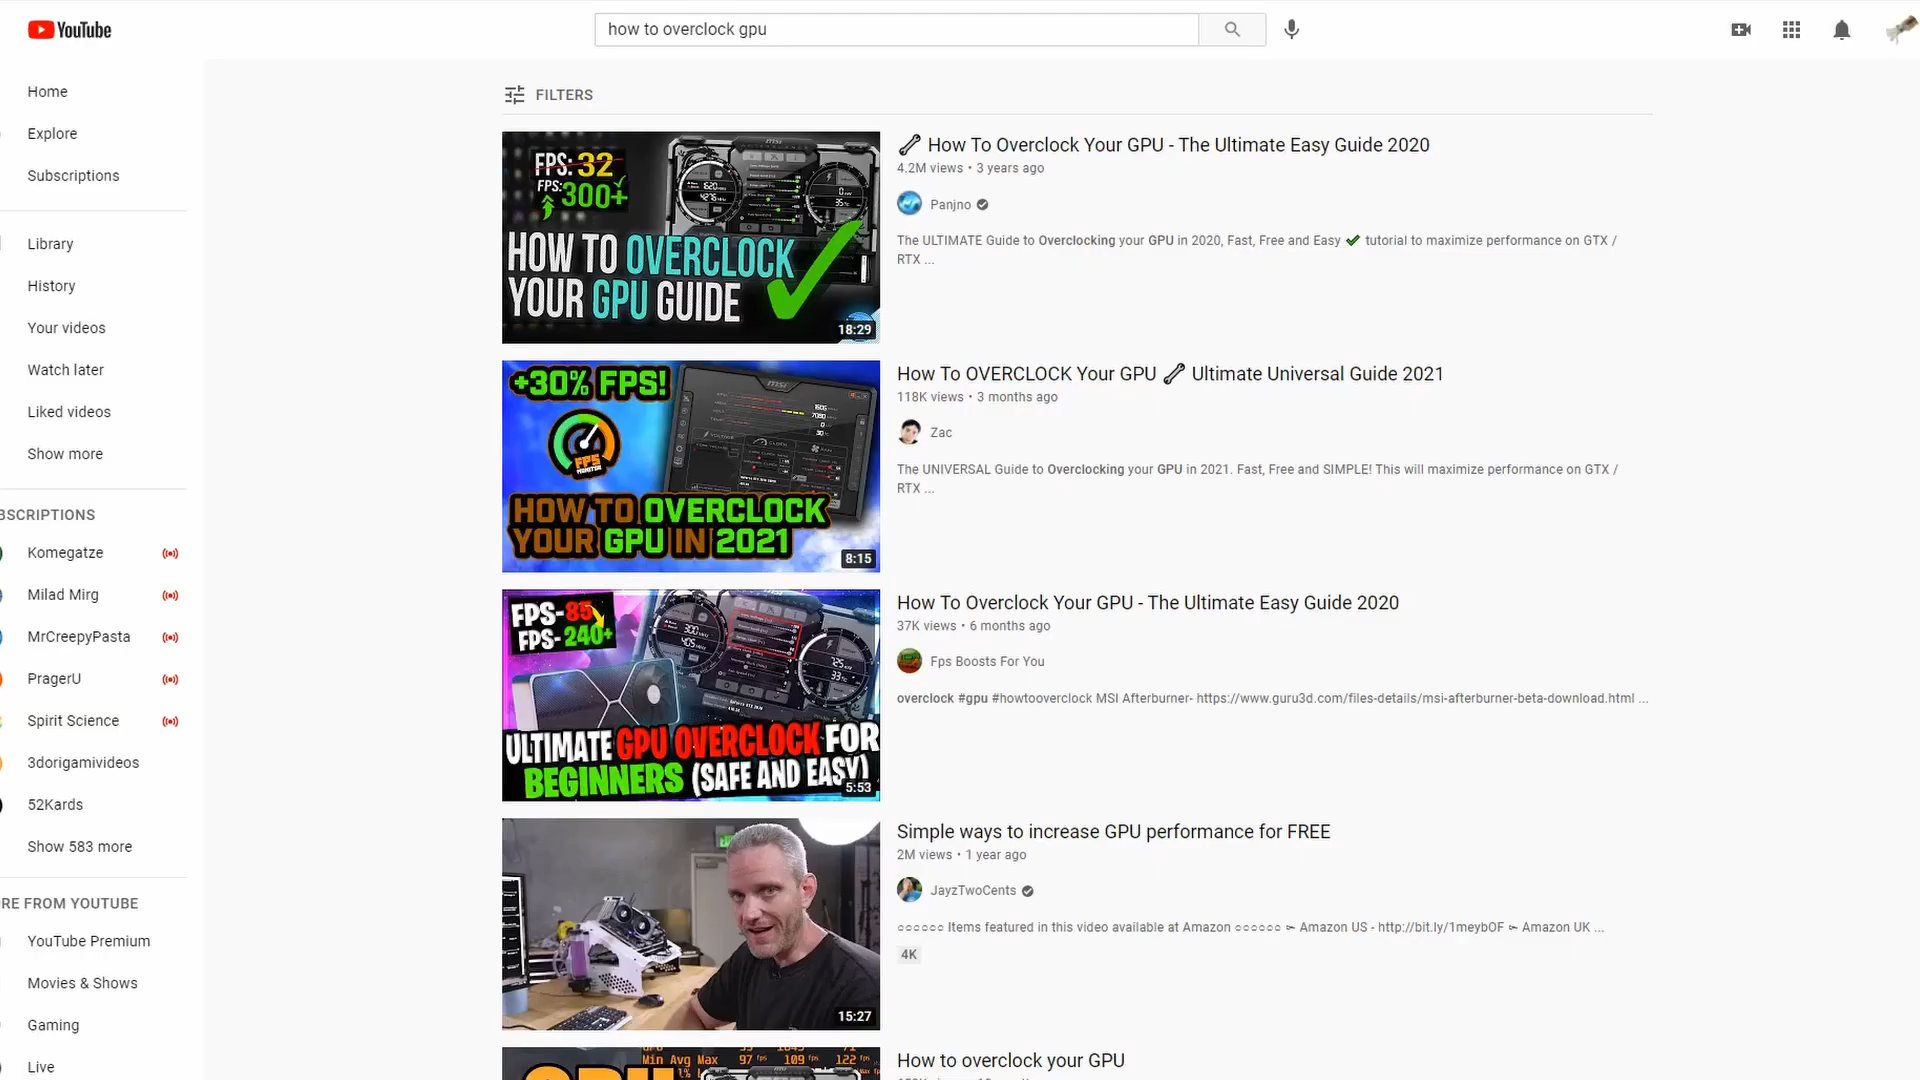 YouTube
how to overclock gpu
Home
Explore
Subscriptions
Library
History
Your videos
Watch later
Liked videos
Show more
BSCRIPTIONS
Komegatze
Milad Mirg
MrCreepyPasta
PragerU
Spirit Science
3dorigamivideos
52Kards
Show 583 more
RE FROM YOUTUBE
YouTube Premium
Movies & Shows
Gaming
Live
FILTERS
FPS: 32
FPS: 300+
HOW TO OVERCLOCK
YOUR GPU GUIDE
18:29
How To Overclock Your GPU - The Ultimate Easy Guide 2020
4.2M views • 3 years ago
Panjno
The ULTIMATE Guide to Overclocking your GPU in 2020, Fast, Free and Easy ✔ tutorial to maximize performance on GTX /
RTX ...
+30% FPS!
FPS
HOW TO OVERCLOCK
YOUR GPU IN 2021
8:15
How To OVERCLOCK Your GPU 🔧 Ultimate Universal Guide 2021
118K views • 3 months ago
Zac
The UNIVERSAL Guide to Overclocking your GPU in 2021. Fast, Free and SIMPLE! This will maximize performance on GTX /
RTX ...
FPS-85
FPS-240+
ULTIMATE GPU OVERCLOCK FOR
BEGINNERS (SAFE AND EASY)
5:53
How To Overclock Your GPU - The Ultimate Easy Guide 2020
37K views • 6 months ago
Fps Boosts For You
overclock #gpu #howtooverclock MSI Afterburner- https://www.guru3d.com/files-details/msi-afterburner-beta-download.html ...
15:27
Simple ways to increase GPU performance for FREE
2M views • 1 year ago
JayzTwoCents
○○○○○○ Items featured in this video available at Amazon ○○○○○○ ► Amazon US - http://bit.ly/1meybOF ► Amazon UK ...
4K
Min Avg Max 97 fps 109 fps 122 fps
How to overclock your GPU